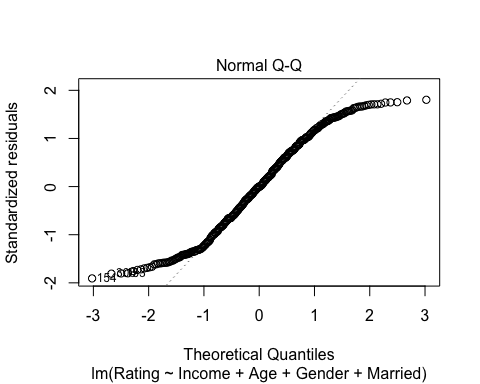 Normal Q-Q
Standardized residuals
2
1
0
-1
-2
154
-3 -2 -1 0 1 2 3
Theoretical Quantiles
lm(Rating ~ Income + Age + Gender + Married)